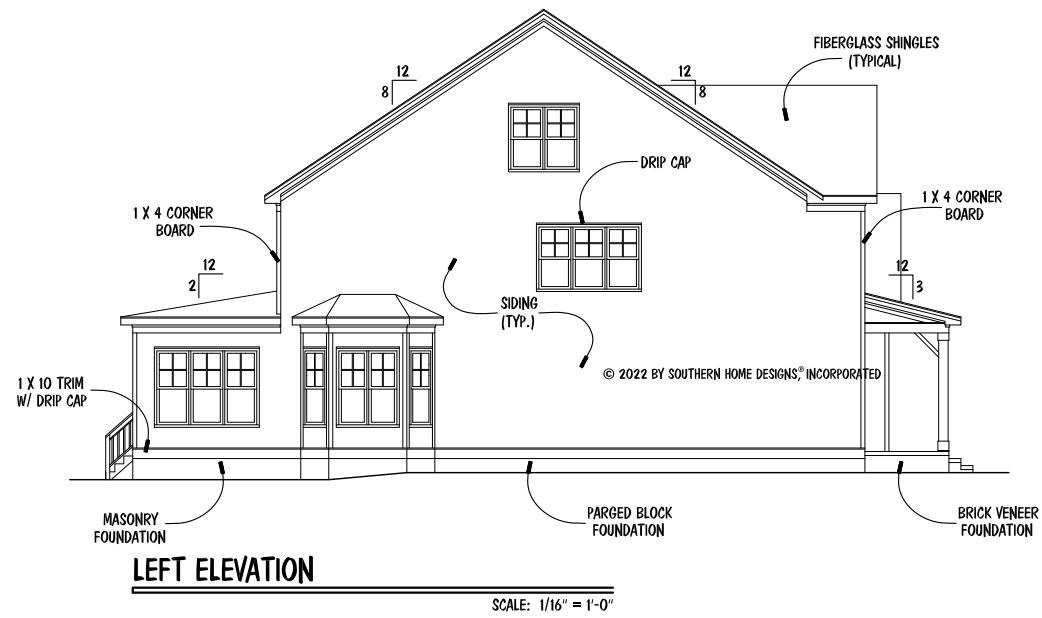 FIBERGLASS SHINGLES
(TYPICAL)
12
8
12
8
DRIP CAP
1 X 4 CORNER
BOARD
1 X 4 CORNER
BOARD
12
2
12
3
SIDING
(TYP.)
© 2022 BY SOUTHERN HOME DESIGNS,® INCORPORATED
1 X 10 TRIM
W/ DRIP CAP
MASONRY
FOUNDATION
PARGED BLOCK
FOUNDATION
BRICK VENEER
FOUNDATION
LEFT ELEVATION
SCALE: 1/16" = 1'-0"